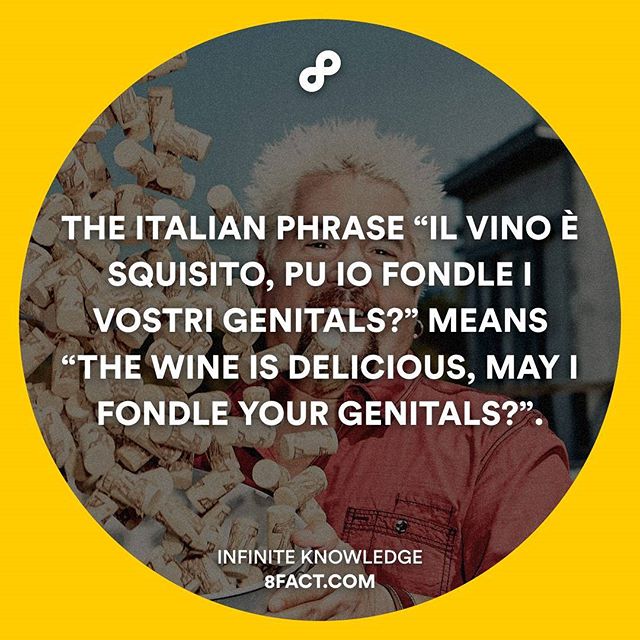 THE ITALIAN PHRASE “IL VINO È
SQUISITO, PU IO FONDLE I
VOSTRI GENITALS?” MEANS
“THE WINE IS DELICIOUS, MAY I
FONDLE YOUR GENITALS?”.
INFINITE KNOWLEDGE
8FACT.COM